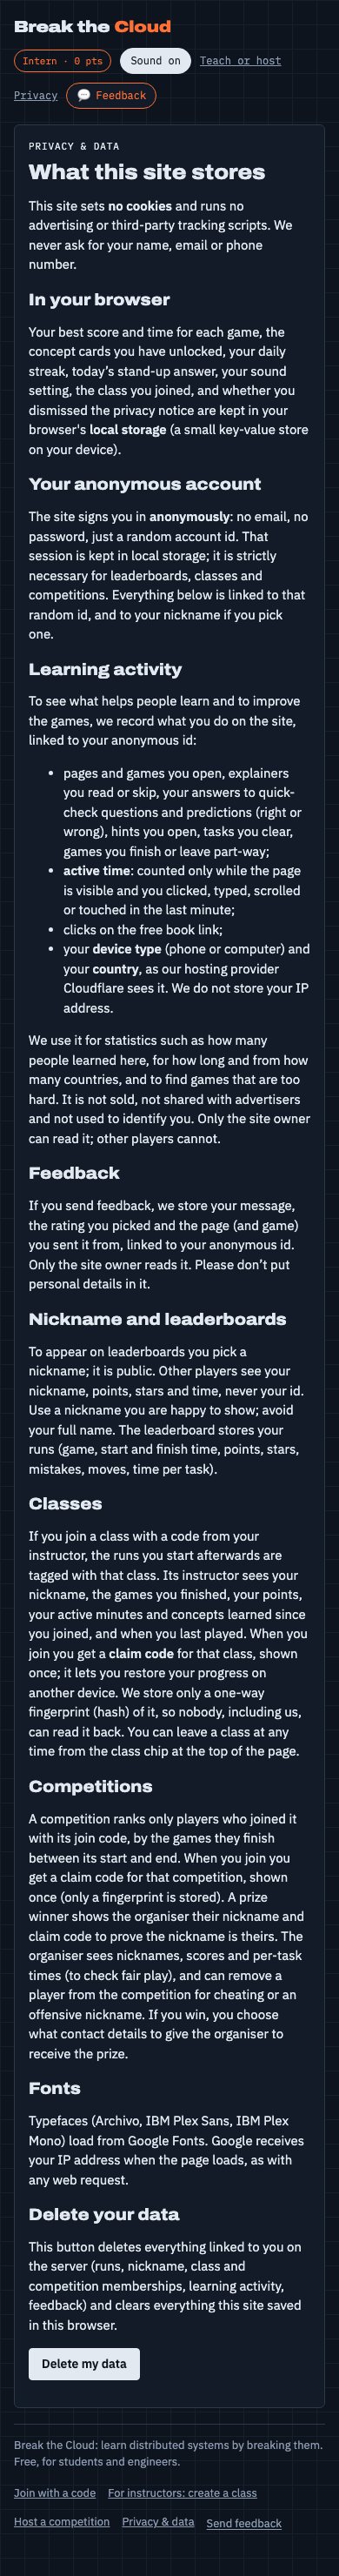 Break the Cloud
Intern · 0 pts
Sound on
Teach or host
Privacy
💬 Feedback
PRIVACY & DATA
What this site stores
This site sets no cookies and runs no
advertising or third-party tracking scripts. We
never ask for your name, email or phone
number.
In your browser
Your best score and time for each game, the
concept cards you have unlocked, your daily
streak, today’s stand-up answer, your sound
setting, the class you joined, and whether you
dismissed the privacy notice are kept in your
browser's local storage (a small key-value store
on your device).
Your anonymous account
The site signs you in anonymously: no email, no
password, just a random account id. That
session is kept in local storage; it is strictly
necessary for leaderboards, classes and
competitions. Everything below is linked to that
random id, and to your nickname if you pick
one.
Learning activity
To see what helps people learn and to improve
the games, we record what you do on the site,
linked to your anonymous id:
• pages and games you open, explainers
you read or skip, your answers to quick-
check questions and predictions (right or
wrong), hints you open, tasks you clear,
games you finish or leave part-way;
• active time: counted only while the page
is visible and you clicked, typed, scrolled
or touched in the last minute;
• clicks on the free book link;
• your device type (phone or computer) and
your country, as our hosting provider
Cloudflare sees it. We do not store your IP
address.
We use it for statistics such as how many
people learned here, for how long and from how
many countries, and to find games that are too
hard. It is not sold, not shared with advertisers
and not used to identify you. Only the site owner
can read it; other players cannot.
Feedback
If you send feedback, we store your message,
the rating you picked and the page (and game)
you sent it from, linked to your anonymous id.
Only the site owner reads it. Please don’t put
personal details in it.
Nickname and leaderboards
To appear on leaderboards you pick a
nickname; it is public. Other players see your
nickname, points, stars and time, never your id.
Use a nickname you are happy to show; avoid
your full name. The leaderboard stores your
runs (game, start and finish time, points, stars,
mistakes, moves, time per task).
Classes
If you join a class with a code from your
instructor, the runs you start afterwards are
tagged with that class. Its instructor sees your
nickname, the games you finished, your points,
your active minutes and concepts learned since
you joined, and when you last played. When you
join you get a claim code for that class, shown
once; it lets you restore your progress on
another device. We store only a one-way
fingerprint (hash) of it, so nobody, including us,
can read it back. You can leave a class at any
time from the class chip at the top of the page.
Competitions
A competition ranks only players who joined it
with its join code, by the games they finish
between its start and end. When you join you
get a claim code for that competition, shown
once (only a fingerprint is stored). A prize
winner shows the organiser their nickname and
claim code to prove the nickname is theirs. The
organiser sees nicknames, scores and per-task
times (to check fair play), and can remove a
player from the competition for cheating or an
offensive nickname. If you win, you choose
what contact details to give the organiser to
receive the prize.
Fonts
Typefaces (Archivo, IBM Plex Sans, IBM Plex
Mono) load from Google Fonts. Google receives
your IP address when the page loads, as with
any web request.
Delete your data
This button deletes everything linked to you on
the server (runs, nickname, class and
competition memberships, learning activity,
feedback) and clears everything this site saved
in this browser.
Delete my data
Break the Cloud: learn distributed systems by breaking them.
Free, for students and engineers.
Join with a code
For instructors: create a class
Host a competition
Privacy & data
Send feedback